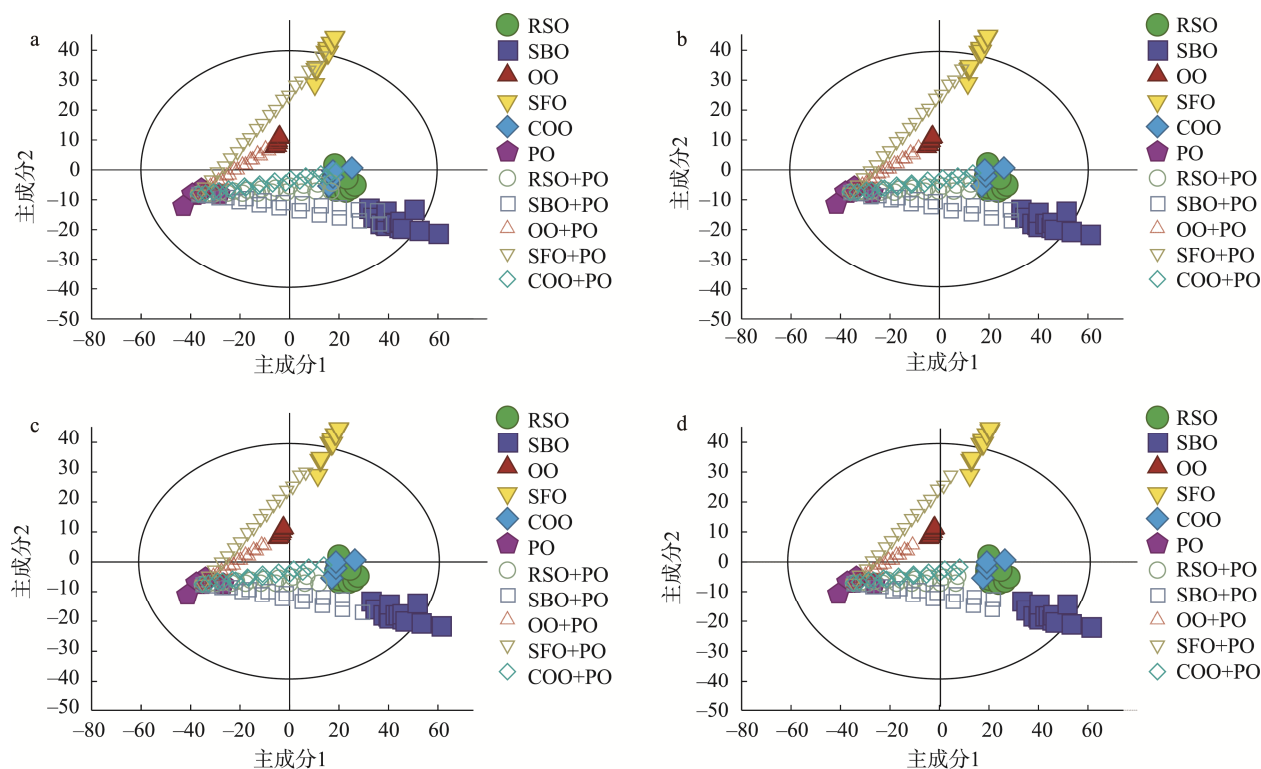 a
40
30
20
10
0
–10
–20
–30
–40
–50
–80
–60
–40
–20
0
20
40
60
主成分1
主成分2
RSO
SBO
OO
SFO
COO
PO
RSO+PO
SBO+PO
OO+PO
SFO+PO
COO+PO
b
40
30
20
10
0
–10
–20
–30
–40
–50
–80
–60
–40
–20
0
20
40
60
主成分1
主成分2
RSO
SBO
OO
SFO
COO
PO
RSO+PO
SBO+PO
OO+PO
SFO+PO
COO+PO
c
40
30
20
10
0
–10
–20
–30
–40
–50
–80
–60
–40
–20
0
20
40
60
主成分1
主成分2
RSO
SBO
OO
SFO
COO
PO
RSO+PO
SBO+PO
OO+PO
SFO+PO
COO+PO
d
40
30
20
10
0
–10
–20
–30
–40
–50
–80
–60
–40
–20
0
20
40
60
主成分1
主成分2
RSO
SBO
OO
SFO
COO
PO
RSO+PO
SBO+PO
OO+PO
SFO+PO
COO+PO